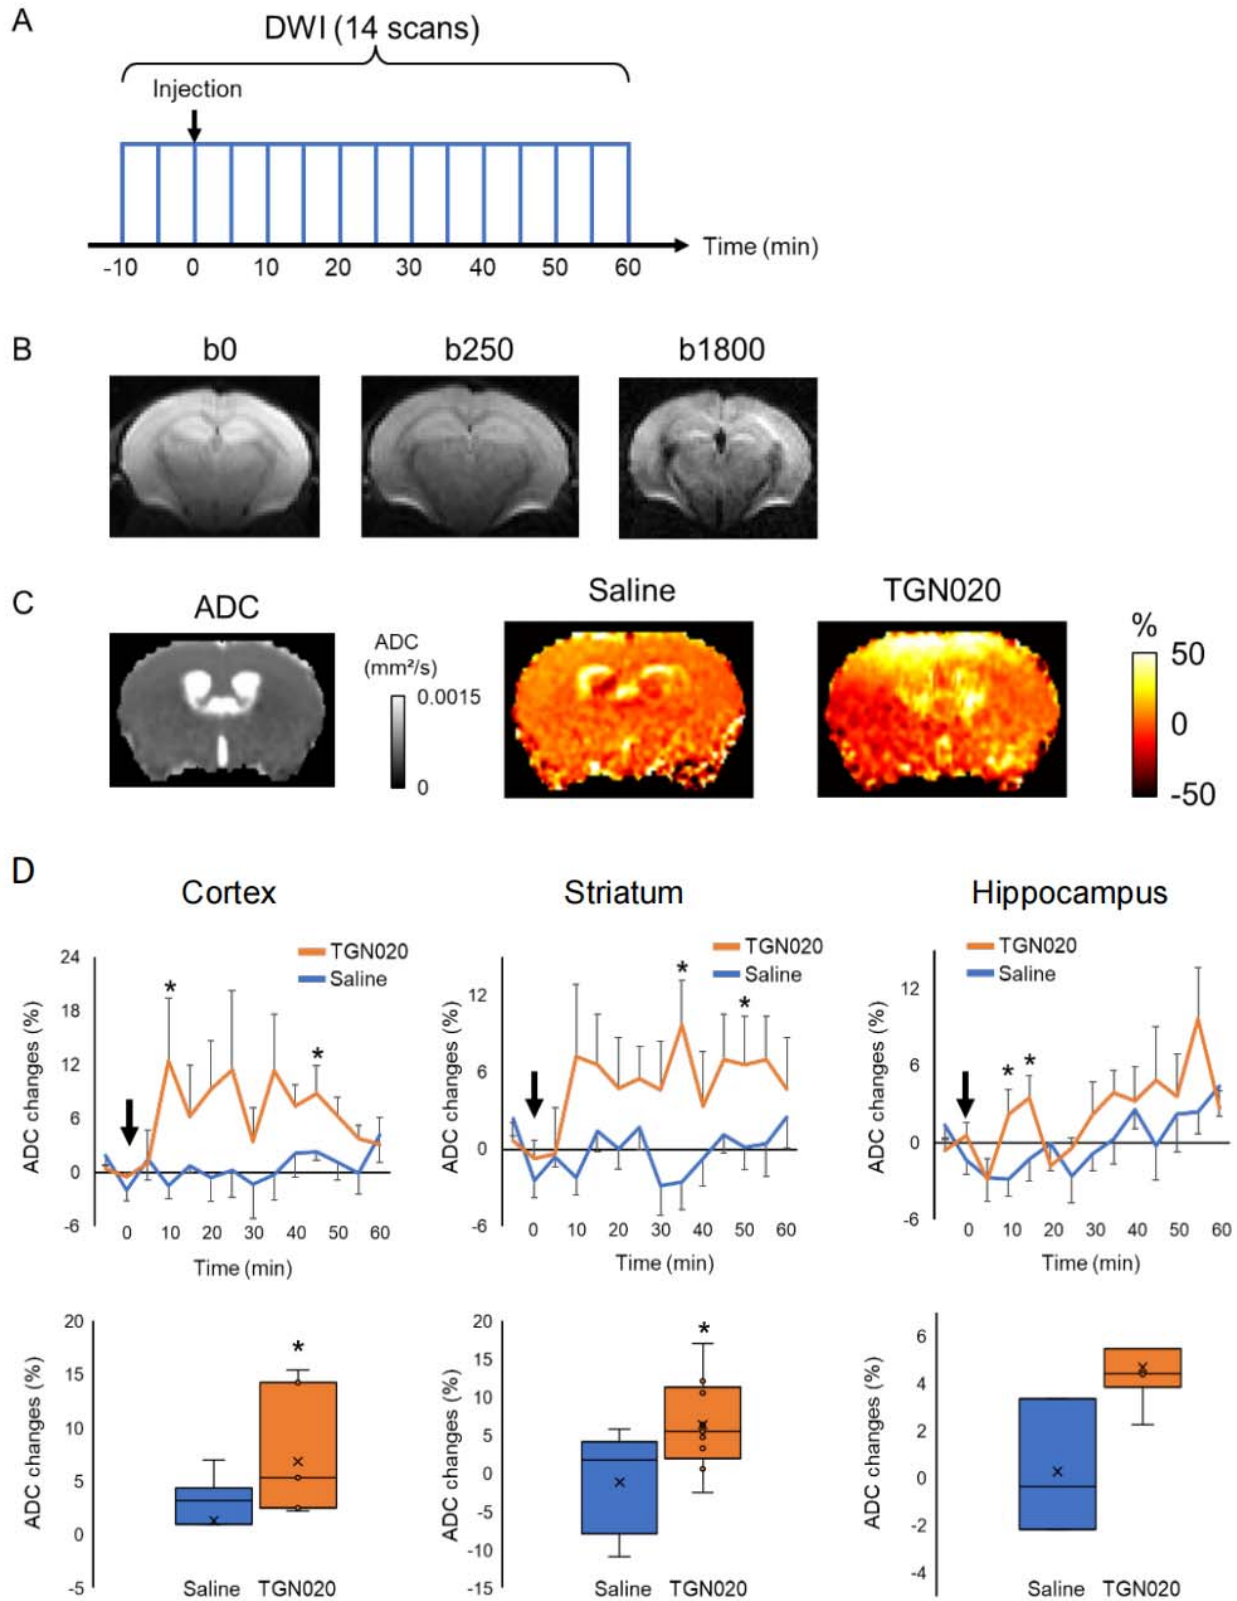 A
DWI (14 scans)
Injection
-10 0 10 20 30 40 50 60
Time (min)
B
b0 b250 b1800
C
ADC
ADC
(mm²/s)
0.0015
0
Saline
TGN020
%
50
0
-50
D
Cortex
TGN020
Saline
*
*
ADC changes (%)
24
18
12
6
0
-6
0 10 20 30 40 50 60
Time (min)
Striatum
TGN020
Saline
*
*
ADC changes (%)
12
6
0
-6
0 10 20 30 40 50 60
Time (min)
Hippocampus
TGN020
Saline
*
*
ADC changes (%)
12
6
0
-6
0 10 20 30 40 50 60
Time (min)
ADC changes (%)
20
15
10
5
0
-5
*
Saline TGN020
ADC changes (%)
20
15
10
5
0
-5
-10
-15
*
Saline TGN020
ADC changes (%)
6
4
2
0
-2
-4
Saline TGN020